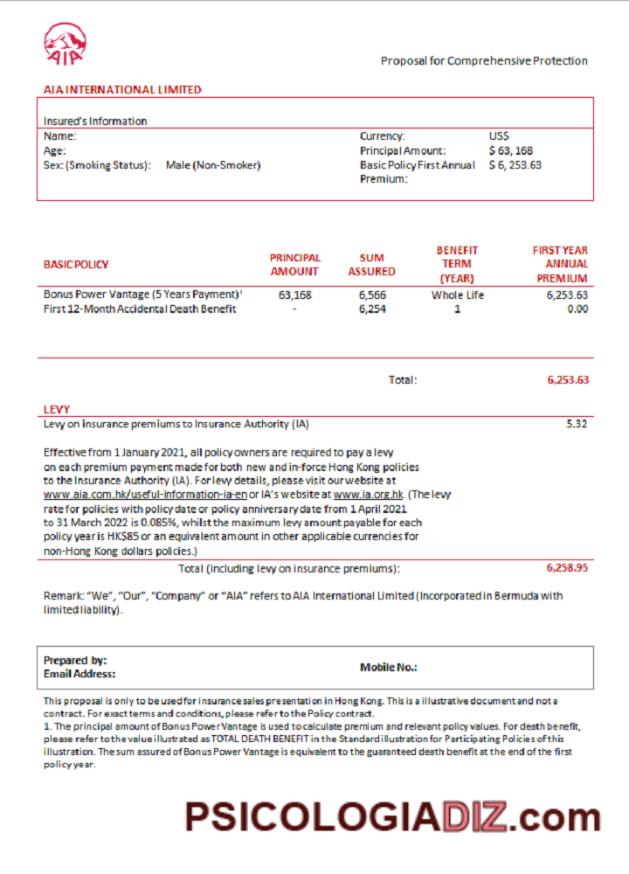 AIA
Proposal for Comprehensive Protection
AIA INTERNATIONAL LIMITED
Insured's Information
Name: Currency: US$
Age: Principal Amount: $ 63, 168
Sex: (Smoking Status): Male (Non-Smoker) Basic Policy First Annual $ 6, 253.63
Premium:
BASIC POLICY PRINCIPAL AMOUNT SUM ASSURED BENEFIT TERM (YEAR) FIRST YEAR ANNUAL PREMIUM
Bonus Power Vantage (5 Years Payment)¹ 63,168 6,566 Whole Life 6,253.63
First 12-Month Accidental Death Benefit - 6,254 1 0.00
Total: 6,253.63
LEVY
Levy on insurance premiums to Insurance Authority (IA) 5.32
Effective from 1 January 2021, all policy owners are required to pay a levy
on each premium payment made for both new and in-force Hong Kong policies
to the Insurance Authority (IA). For levy details, please visit our website at
www.aia.com.hk/useful-information-ia-en or IA's website at www.ia.org.hk. (The levy
rate for policies with policy date or policy anniversary date from 1 April 2021
to 31 March 2022 is 0.085%, whilst the maximum levy amount payable for each
policy year is HK$85 or an equivalent amount in other applicable currencies for
non-Hong Kong dollars policies.)
Total (including levy on insurance premiums): 6,258.95
Remark: "We", "Our", "Company" or "AIA" refers to AIA International Limited (Incorporated in Bermuda with
limited liability).
Prepared by:
Email Address: Mobile No.:
This proposal is only to be used for insurance sales presentation in Hong Kong. This is a illustrative document and not a
contract. For exact terms and conditions, please refer to the Policy contract.
1. The principal amount of Bonus Power Vantage is used to calculate premium and relevant policy values. For death benefit,
please refer to the value illustrated as TOTAL DEATH BENEFIT in the Standard illustration for Participating Policies of this
illustration. The sum assured of Bonus Power Vantage is equivalent to the guaranteed death benefit at the end of the first
policy year.
PSICOLOGIADIZ.com